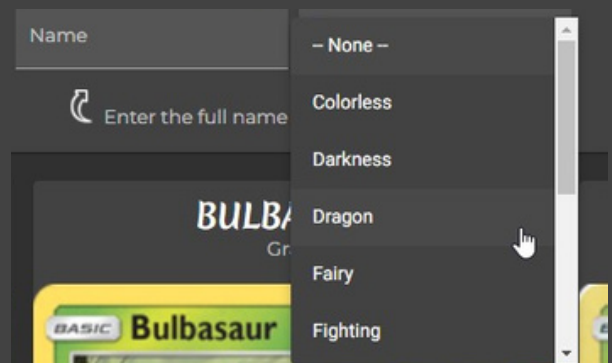 Name
-- None --
Colorless
Enter the full name
Darkness
BULBA
Dragon
Gr
Fairy
BASIC Bulbasaur
Fighting